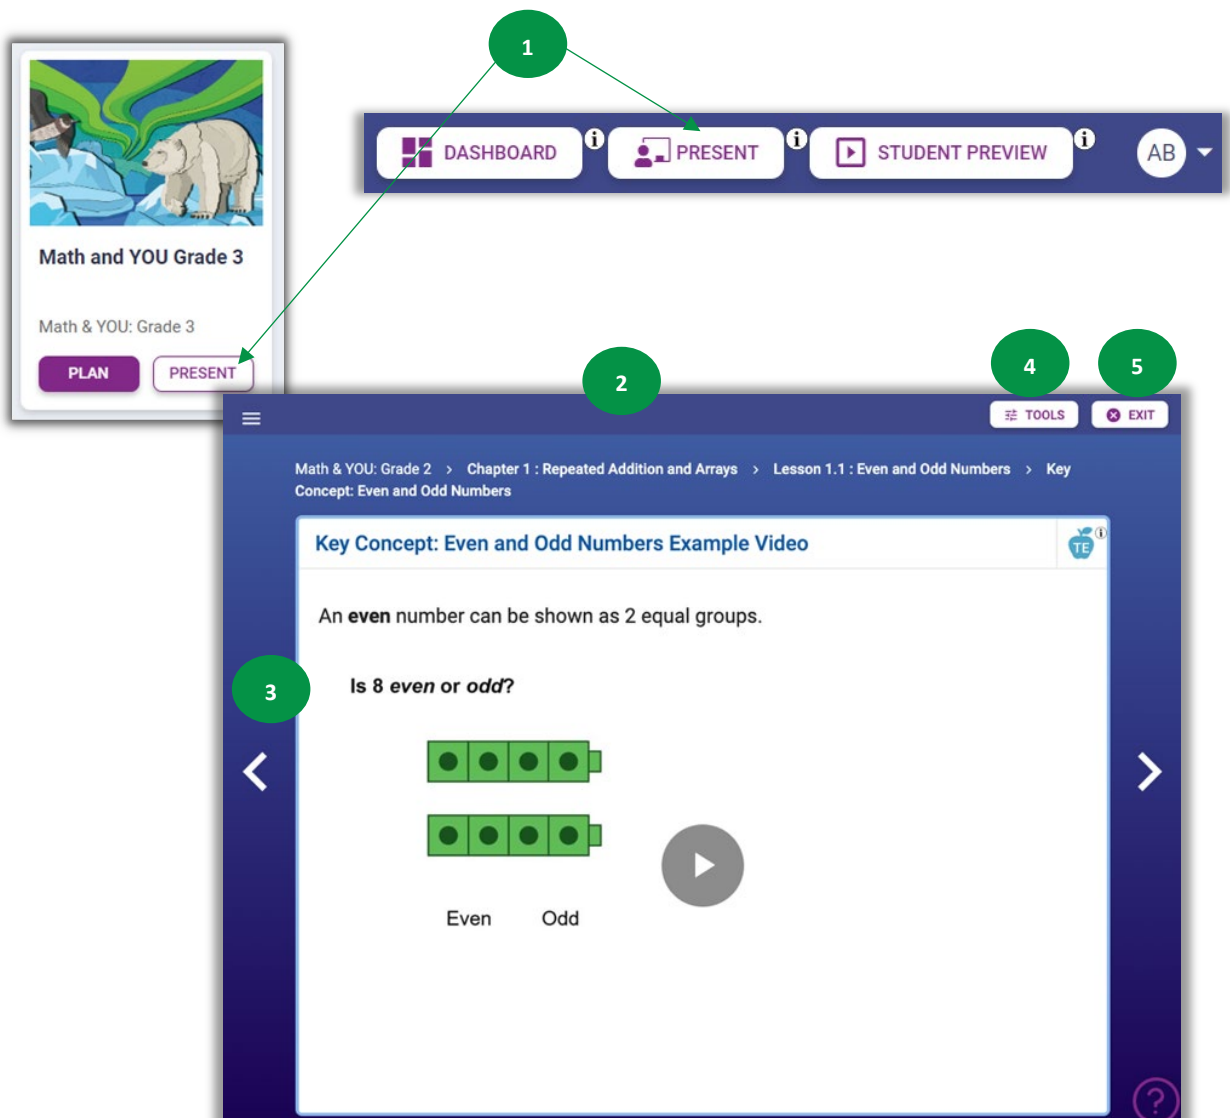 1
DASHBOARD
i
PRESENT
i
STUDENT PREVIEW
i
AB
Math and YOU Grade 3
Math & YOU: Grade 3
PLAN
PRESENT
2
4
5
TOOLS
EXIT
Math & YOU: Grade 2 > Chapter 1 : Repeated Addition and Arrays > Lesson 1.1 : Even and Odd Numbers > Key
Concept: Even and Odd Numbers
Key Concept: Even and Odd Numbers Example Video
TE
i
An even number can be shown as 2 equal groups.
3
Is 8 even or odd?
Even Odd
?